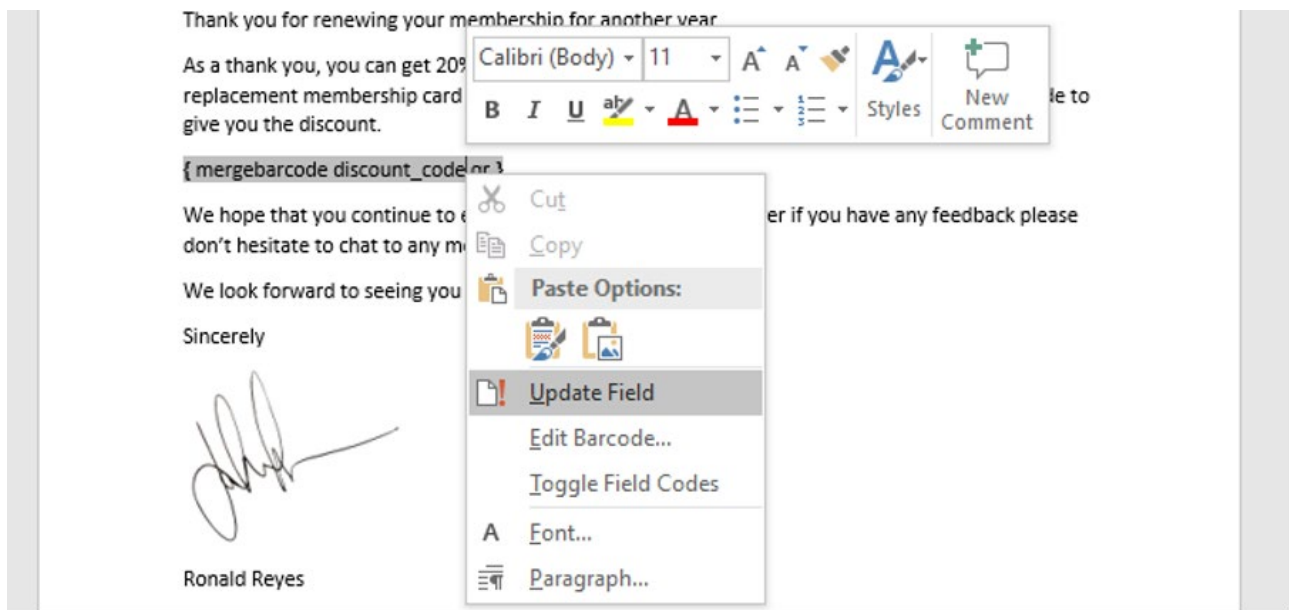 Thank you for renewing your membership for another year
As a thank you, you can get 20%
replacement membership card
give you the discount.
de to
Calibri (Body) 11 A A
B I U ab A
Styles
New
Comment
{ mergebarcode discount_code qr }
We hope that you continue to
er if you have any feedback please
don't hesitate to chat to any
We look forward to seeing you
Sincerely
Ronald Reyes
Cut
Copy
Paste Options:
Update Field
Edit Barcode...
Toggle Field Codes
A Font...
Paragraph...